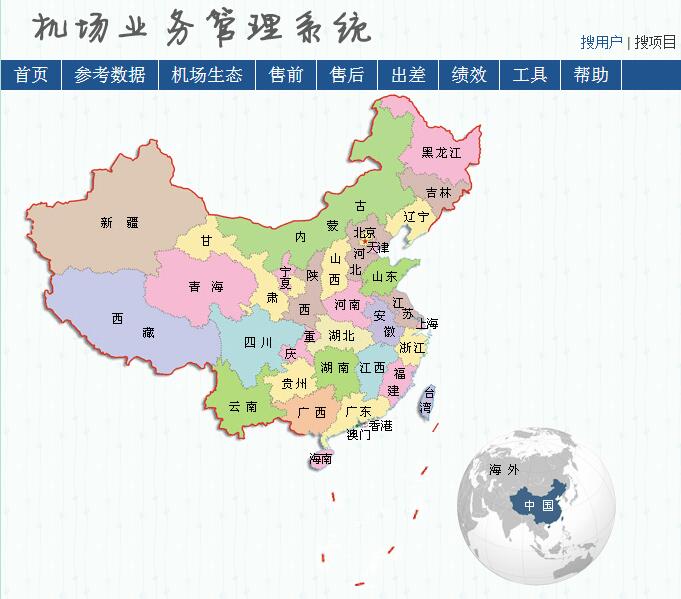 机场业务管理系统
搜用户 | 搜项目
首页 参考数据 机场生态 售前 售后 出差 绩效 工具 帮助
黑龙江
吉林
辽宁
内蒙古
新疆
甘肃
北京
天津
河北
山西
山东
宁夏
陕西
青海
河南
西藏
江苏
安徽
上海
四川
重庆
湖北
浙江
湖南
江西
贵州
福建
云南
广西
广东
台湾
香港
澳门
海南
海外
中国